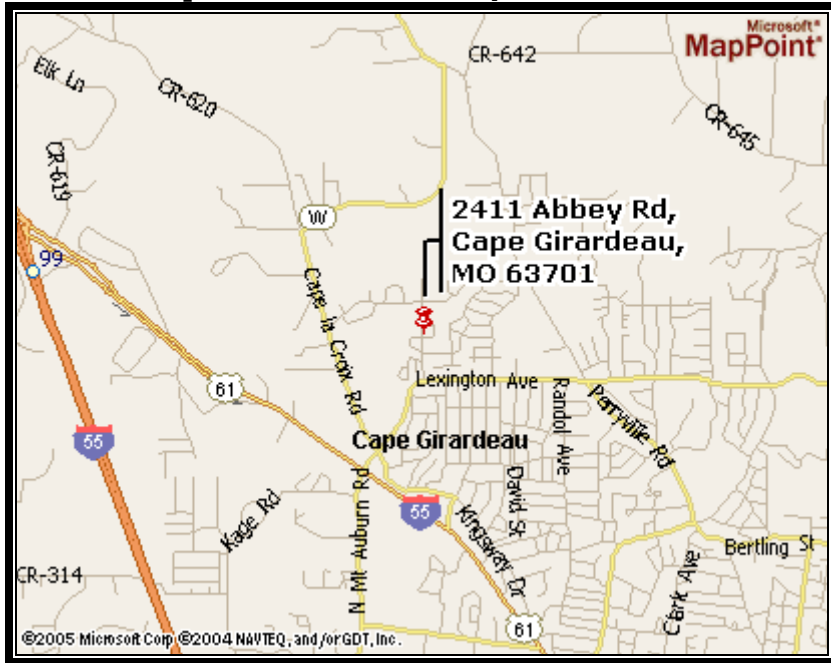 Microsoft®
MapPoint®
CR-642
Elk Ln
CR-620
CR-645
CR-619
W
2411 Abbey Rd,
Cape Girardeau,
MO 63701
99
Cape la Croix Rd
61
Lexington Ave
Randol Ave
Perryville Rd
55
Cape Girardeau
David St
Kage Rd
N Mt Auburn Rd
55
Kingsway Dr
Bertling St
Clark Ave
CR-314
61
©2005 Microsoft Corp ©2004 NAVTEQ, and/or GDT, Inc.